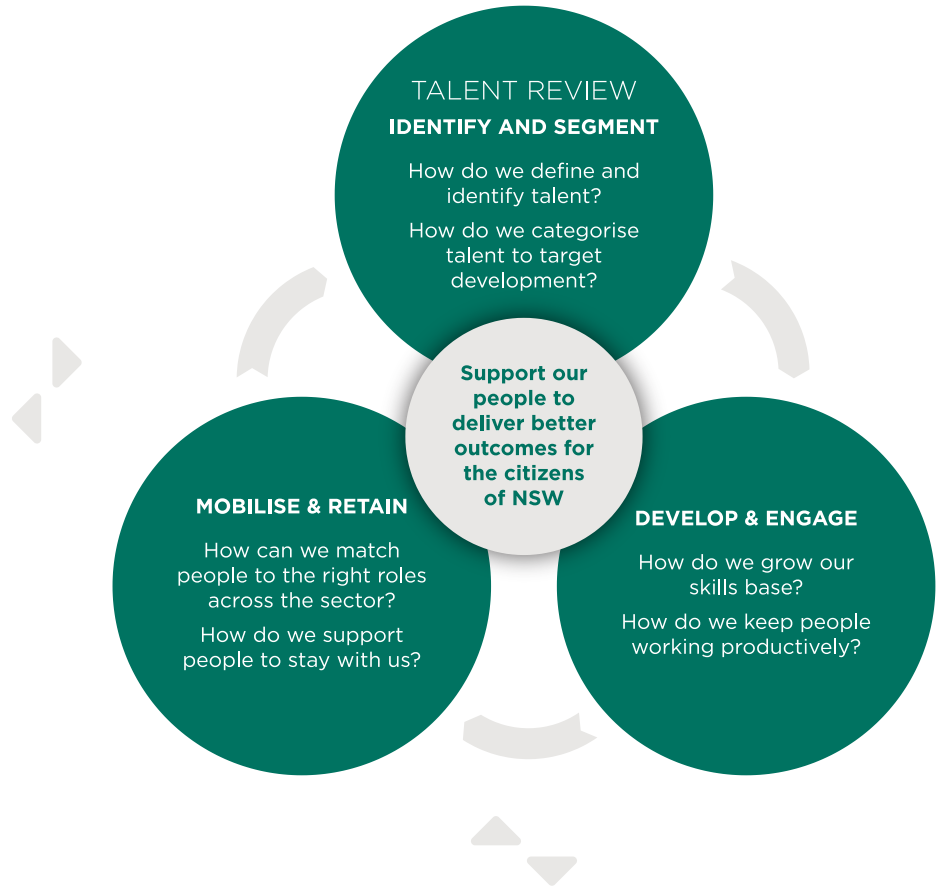 TALENT REVIEW
IDENTIFY AND SEGMENT
How do we define and
identify talent?
How do we categorise
talent to target
development?
Support our
people to
deliver better
outcomes for
the citizens
of NSW
MOBILISE & RETAIN
How can we match
people to the right roles
across the sector?
How do we support
people to stay with us?
DEVELOP & ENGAGE
How do we grow our
skills base?
How do we keep people
working productively?